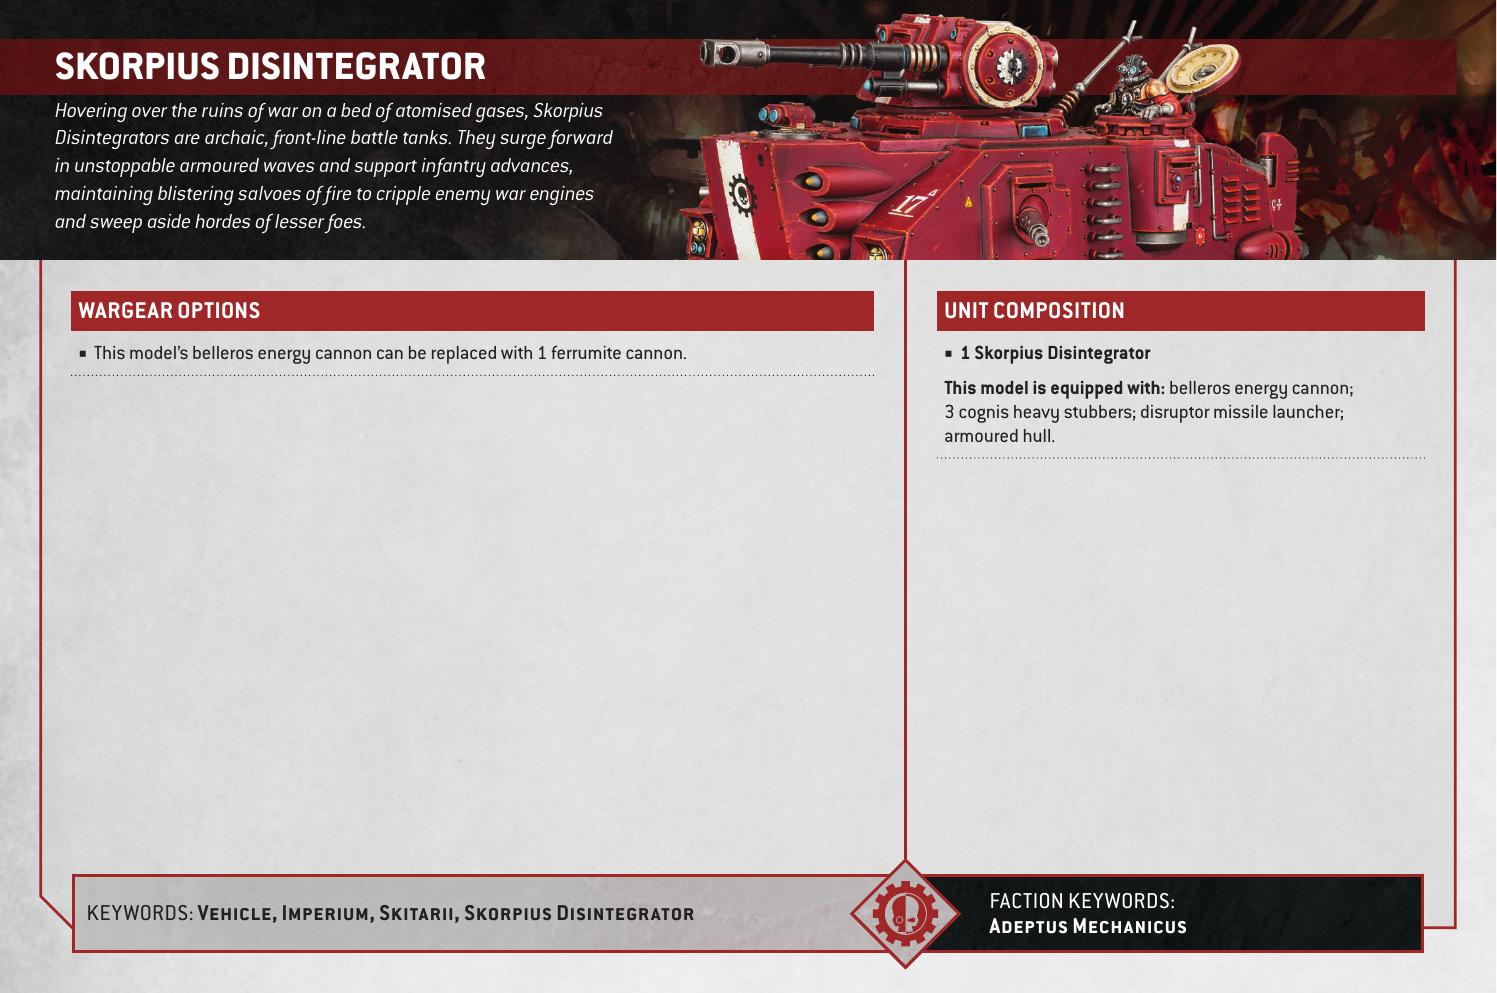 SKORPIUS DISINTEGRATOR
Hovering over the ruins of war on a bed of atomised gases, Skorpius
Disintegrators are archaic, front-line battle tanks. They surge forward
in unstoppable armoured waves and support infantry advances,
maintaining blistering salvoes of fire to cripple enemy war engines
and sweep aside hordes of lesser foes.
17
WARGEAR OPTIONS
▪ This model's belleros energy cannon can be replaced with 1 ferrumite cannon.
UNIT COMPOSITION
▪ 1 Skorpius Disintegrator
This model is equipped with: belleros energy cannon;
3 cognis heavy stubbers; disruptor missile launcher;
armoured hull.
KEYWORDS: Vehicle, Imperium, Skitarii, Skorpius Disintegrator
FACTION KEYWORDS:
Adeptus Mechanicus